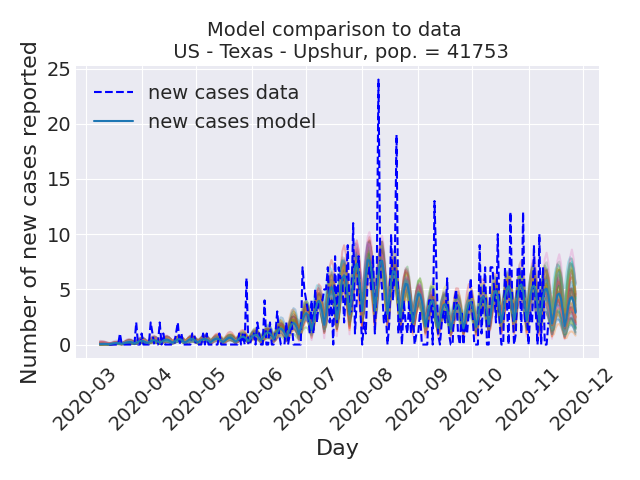 Model comparison to data
US - Texas - Upshur, pop. = 41753
Number of new cases reported
25
20
15
10
5
0
new cases data
new cases model
2020-03
2020-04
2020-05
2020-06
2020-07
2020-08
2020-09
2020-10
2020-11
2020-12
Day